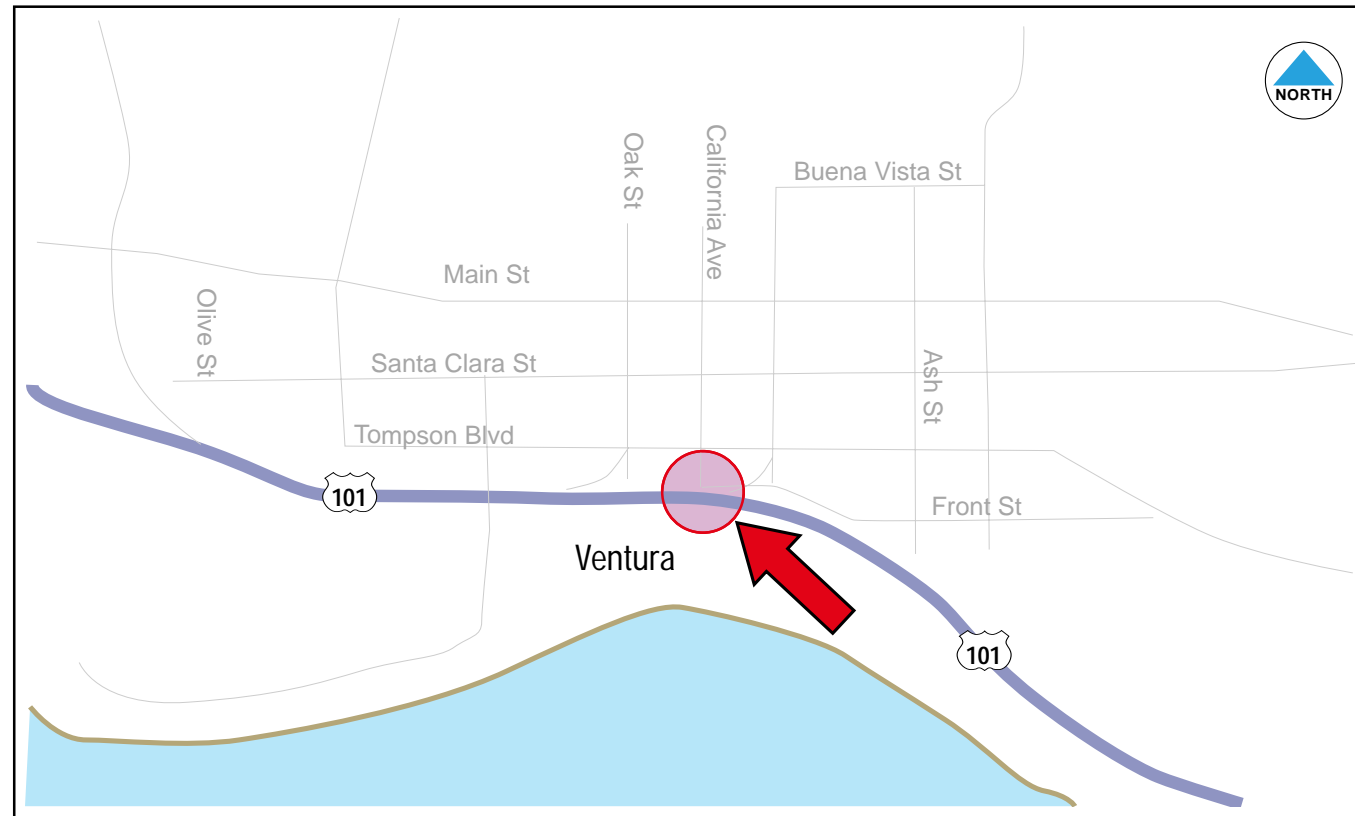 NORTH
Oak St
California Ave
Buena Vista St
Main St
Olive St
Santa Clara St
Ash St
Tompson Blvd
101
Front St
Ventura
101